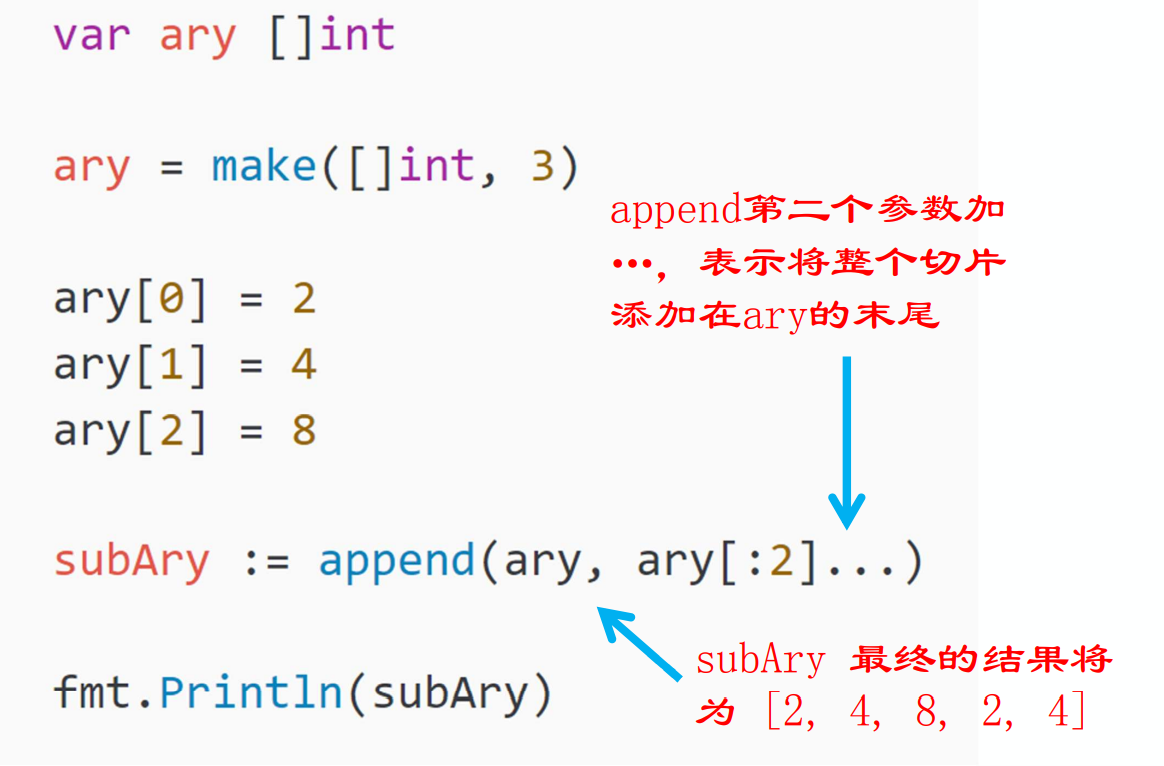 var ary []int
ary = make([]int, 3)
append第二个参数加
…，表示将整个切片
添加在ary的末尾
ary[0] = 2
ary[1] = 4
ary[2] = 8
subAry := append(ary, ary[:2]...)
subAry 最终的结果将
为 [2, 4, 8, 2, 4]
fmt.Println(subAry)